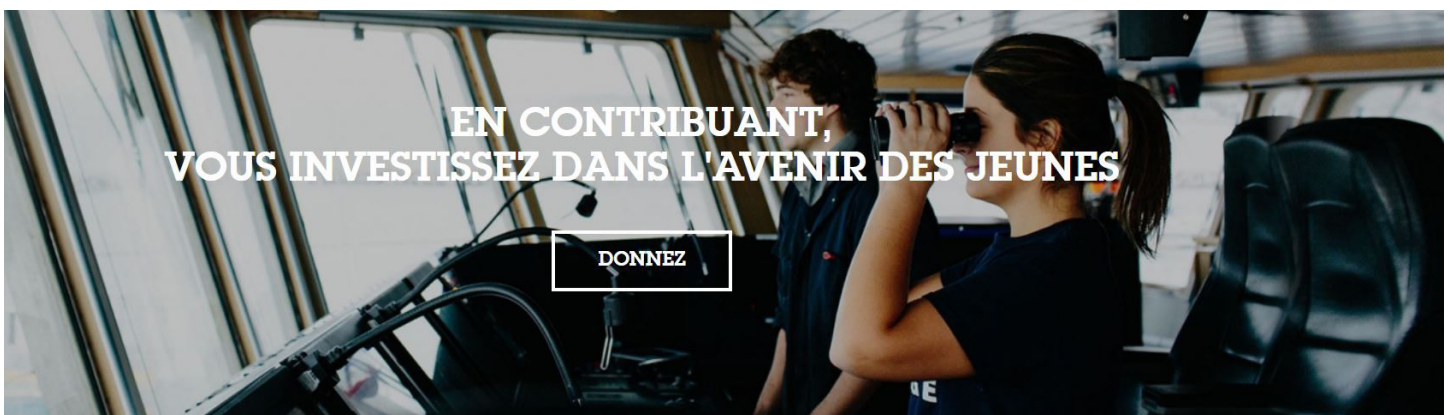 EN CONTRIBUANT,
VOUS INVESTISSEZ DANS L'AVENIR DES JEUNES
DONNEZ